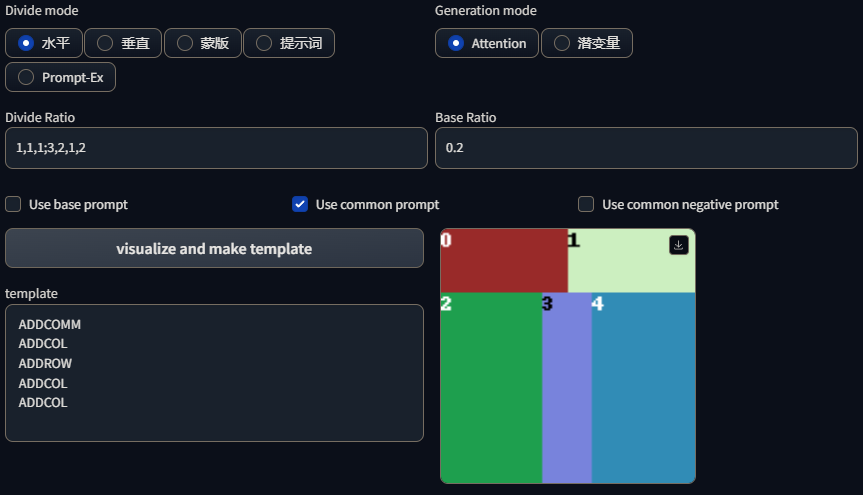 Divide mode
Generation mode
水平
垂直
蒙版
提示词
Attention
潜变量
Prompt-Ex
Divide Ratio
Base Ratio
1,1,1;3,2,1,2
0.2
Use base prompt
Use common prompt
Use common negative prompt
visualize and make template
0
1
template
2
3
4
ADDCOMM
ADDCOL
ADDROW
ADDCOL
ADDCOL